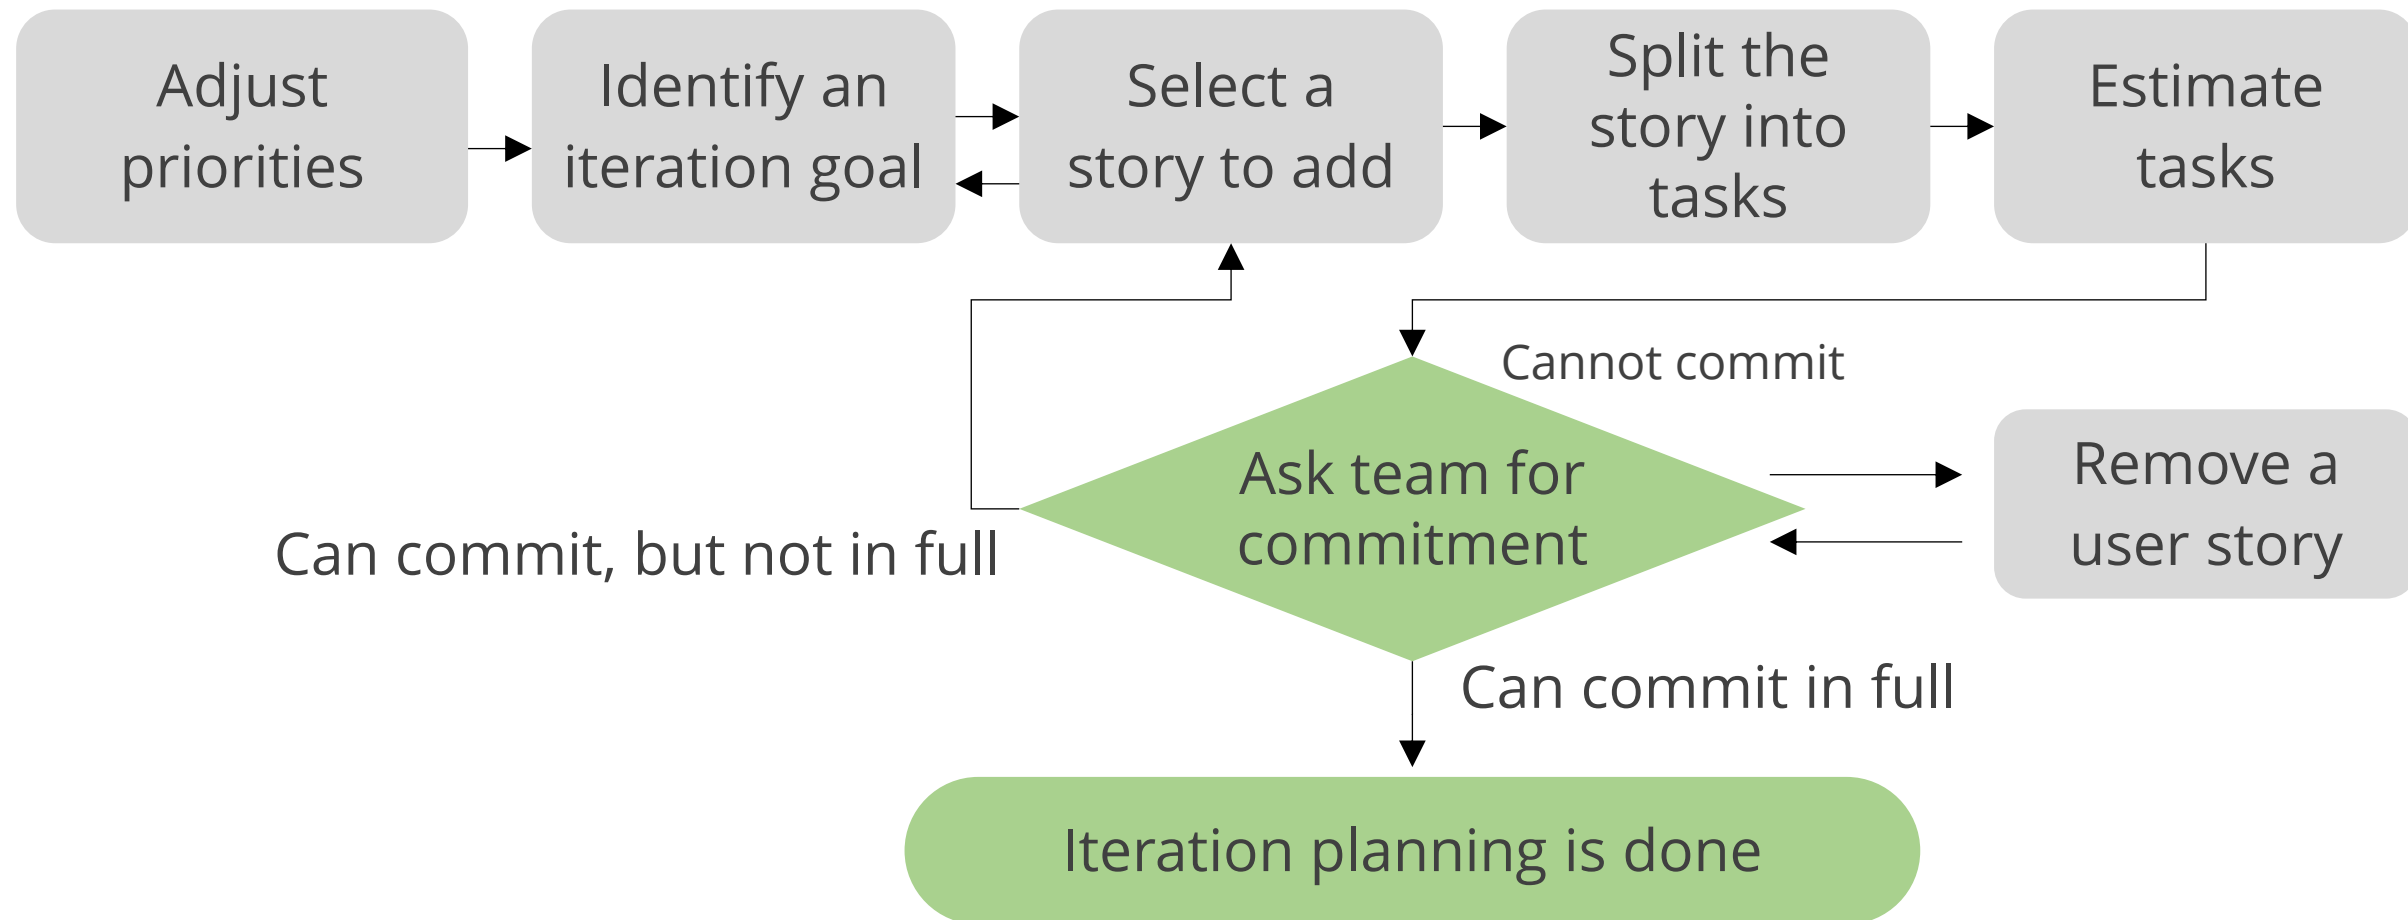 Adjust
priorities
Identify an
iteration goal
Select a
story to add
Split the
story into
tasks
Estimate
tasks
Cannot commit
Ask team for
commitment
Remove a
user story
Can commit, but not in full
Can commit in full
Iteration planning is done